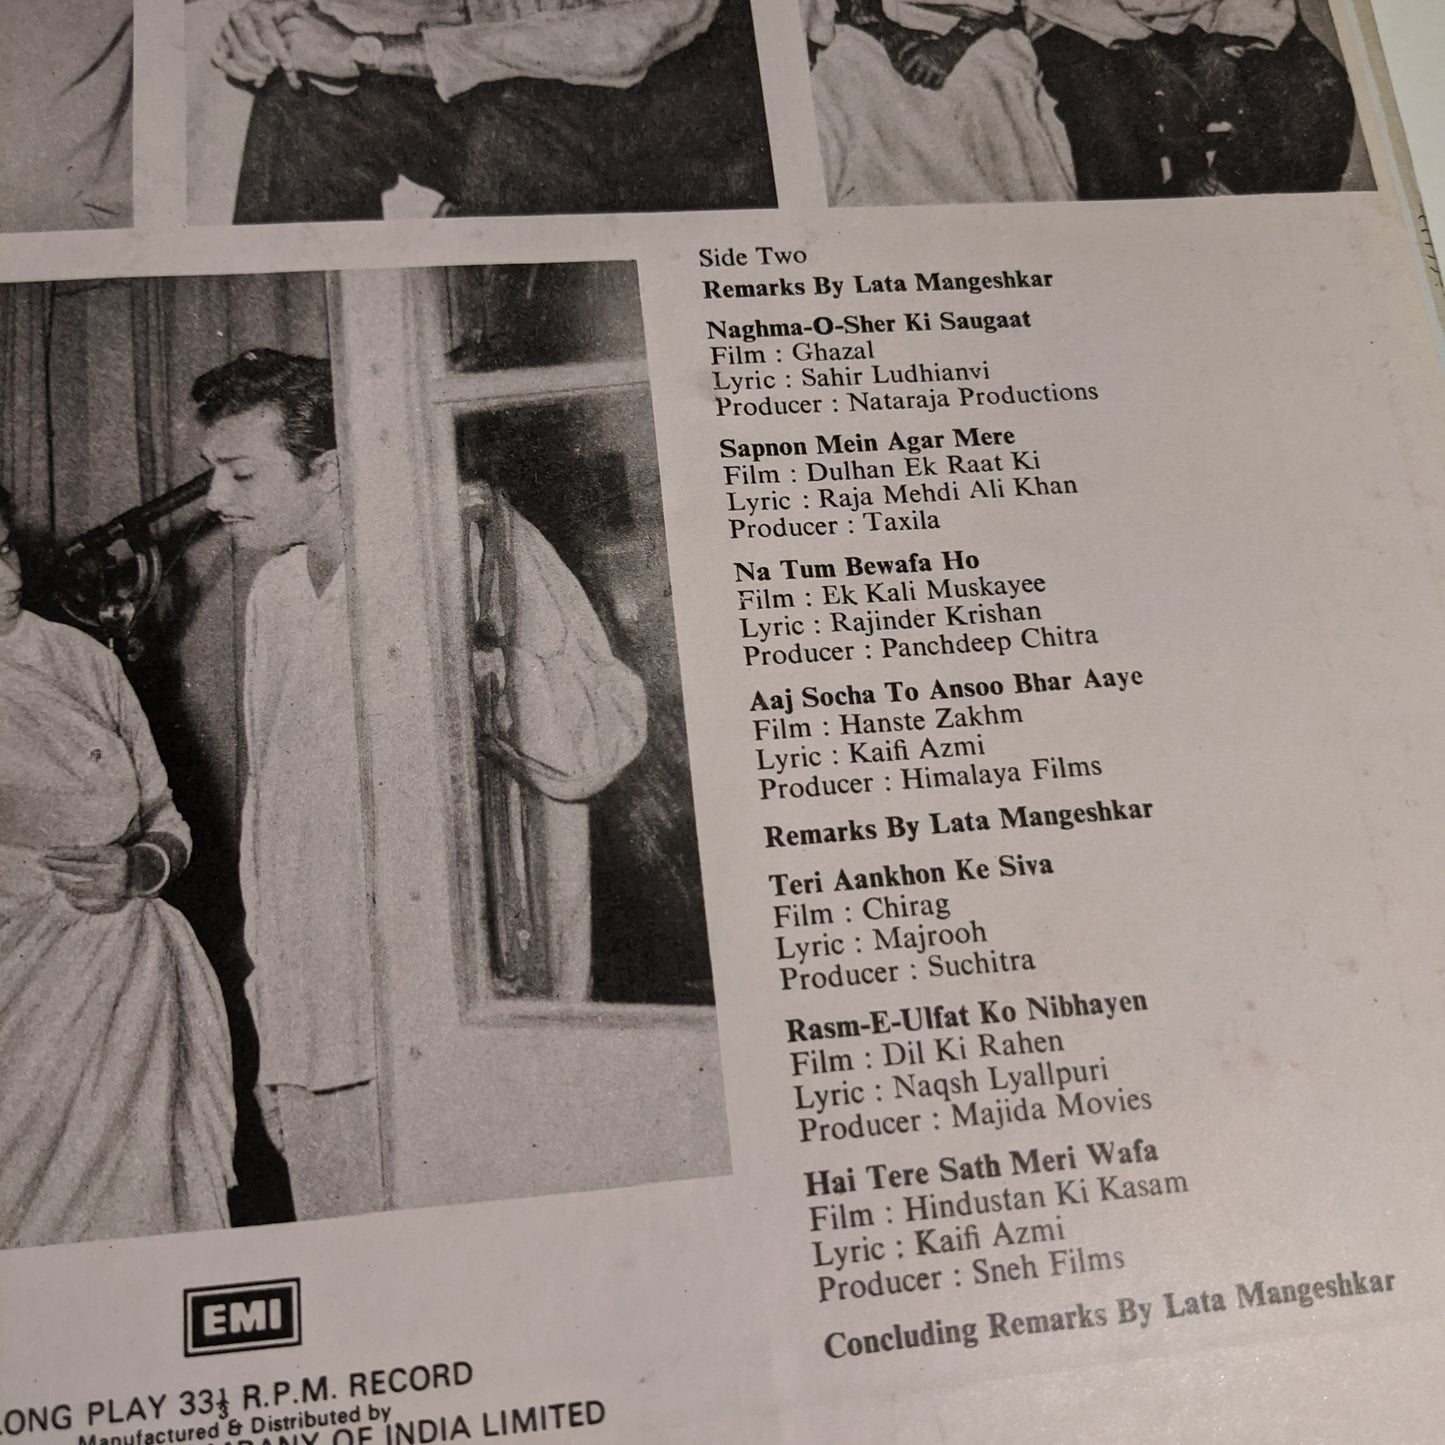 Side Two
Remarks By Lata Mangeshkar
Naghma-O-Sher Ki Saugaat
Film : Ghazal
Lyric : Sahir Ludhianvi
Producer : Nataraja Productions
Sapnon Mein Agar Mere
Film : Dulhan Ek Raat Ki
Lyric : Raja Mehdi Ali Khan
Producer : Taxila
Na Tum Bewafa Ho
Film : Ek Kali Muskayee
Lyric : Rajinder Krishan
Producer : Panchdeep Chitra
Aaj Socha To Ansoo Bhar Aaye
Film : Hanste Zakhm
Lyric : Kaifi Azmi
Producer : Himalaya Films
Remarks By Lata Mangeshkar
Teri Aankhon Ke Siva
Film : Chirag
Lyric : Majrooh
Producer : Suchitra
Rasm-E-Ulfat Ko Nibhayen
Film : Dil Ki Rahen
Lyric : Naqsh Lyallpuri
Producer : Majida Movies
Hai Tere Sath Meri Wafa
Film : Hindustan Ki Kasam
Lyric : Kaifi Azmi
Producer : Sneh Films
Concluding Remarks By Lata Mangeshkar
EMI
PLAY 33⅓ R.P.M. RECORD
Manufactured & Distributed by
OF INDIA LIMITED